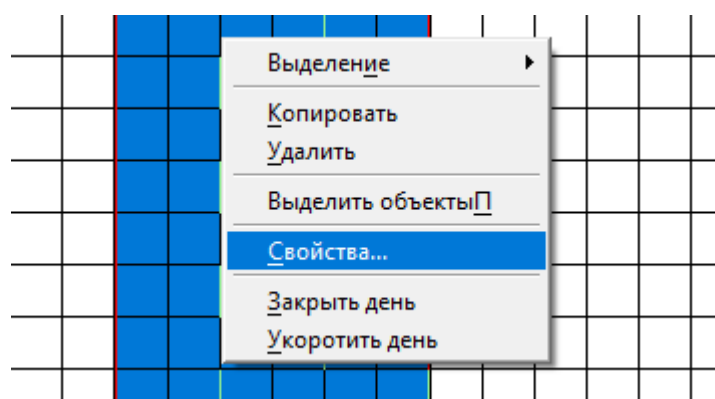 Выделение
Копировать
Удалить
Выделить объектыП
Свойства...
Закрыть день
Укоротить день